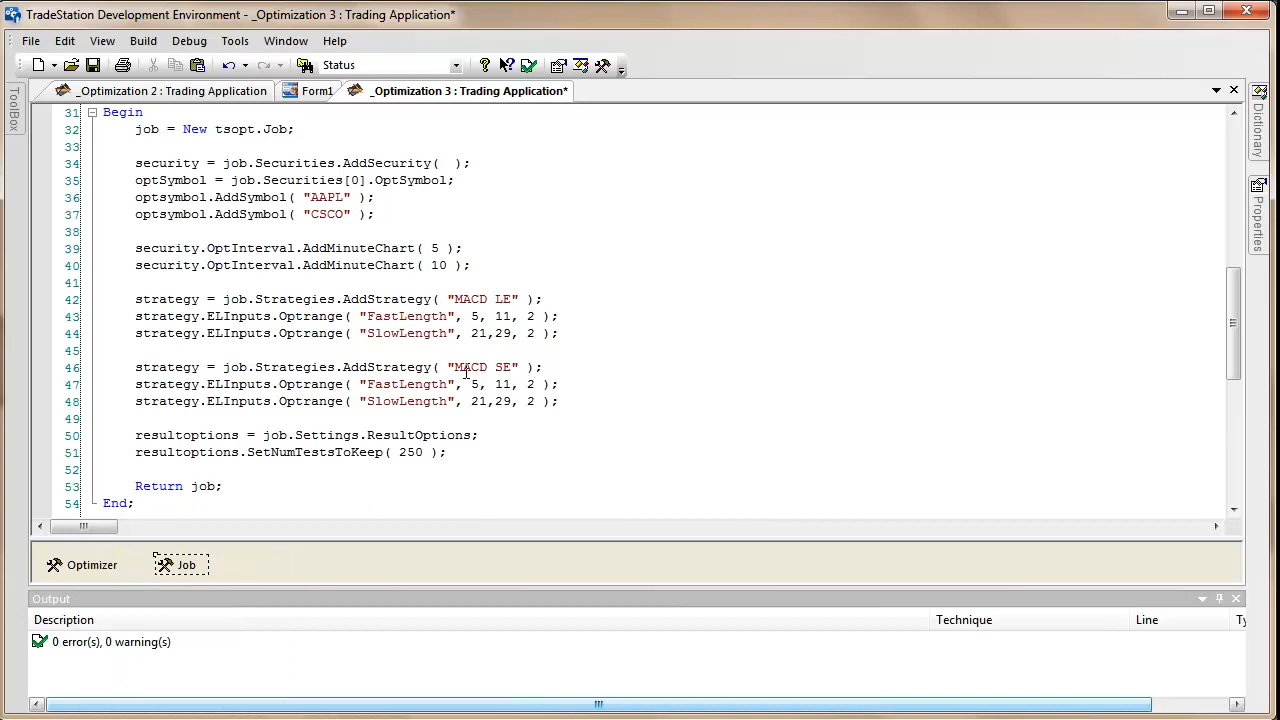 TradeStation Development Environment - _Optimization 3 : Trading Application*
File Edit View Build Debug Tools Window Help
Status
_Optimization 2 : Trading Application Form1 _Optimization 3 : Trading Application*
ToolBox
Dictionary
Properties
31 Begin
32 job = New tsopt.Job;
33
34 security = job.Securities.AddSecurity(  );
35 optSymbol = job.Securities[0].OptSymbol;
36 optsymbol.AddSymbol( "AAPL" );
37 optsymbol.AddSymbol( "CSCO" );
38
39 security.OptInterval.AddMinuteChart( 5 );
40 security.OptInterval.AddMinuteChart( 10 );
41
42 strategy = job.Strategies.AddStrategy( "MACD LE" );
43 strategy.ELInputs.Optrange( "FastLength", 5, 11, 2 );
44 strategy.ELInputs.Optrange( "SlowLength", 21,29, 2 );
45
46 strategy = job.Strategies.AddStrategy( "MACD SE" );
47 strategy.ELInputs.Optrange( "FastLength", 5, 11, 2 );
48 strategy.ELInputs.Optrange( "SlowLength", 21,29, 2 );
49
50 resultoptions = job.Settings.ResultOptions;
51 resultoptions.SetNumTestsToKeep( 250 );
52
53 Return job;
54 End;
Optimizer Job
Output
Description Technique Line Ty
0 error(s), 0 warning(s)